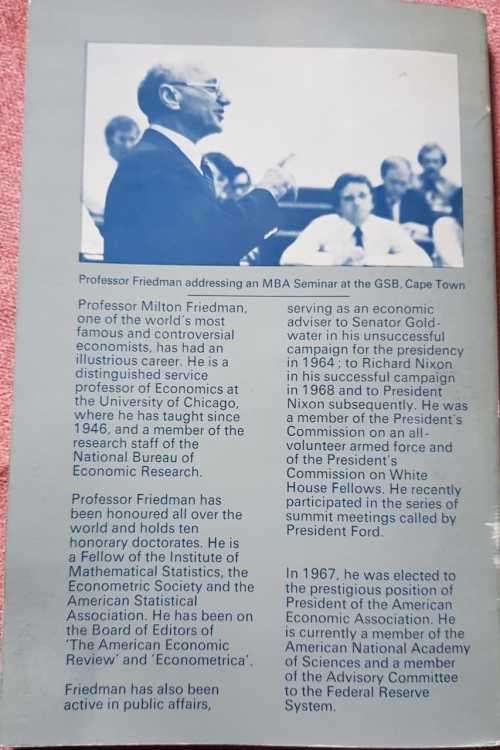 Professor Friedman addressing an MBA Seminar at the GSB, Cape Town
Professor Milton Friedman,
one of the world's most
famous and controversial
economists, has had an
illustrious career. He is a
distinguished service
professor of Economics at
the University of Chicago,
where he has taught since
1946, and a member of the
research staff of the
National Bureau of
Economic Research.
Professor Friedman has
been honoured all over the
world and holds ten
honorary doctorates. He is
a Fellow of the Institute of
Mathematical Statistics, the
Econometric Society and the
American Statistical
Association. He has been on
the Board of Editors of
'The American Economic
Review' and 'Econometrica'.
Friedman has also been
active in public affairs,
serving as an economic
adviser to Senator Gold-
water in his unsuccessful
campaign for the presidency
in 1964; to Richard Nixon
in his successful campaign
in 1968 and to President
Nixon subsequently. He was
a member of the President's
Commission on an all-
volunteer armed force and
of the President's
Commission on White
House Fellows. He recently
participated in the series of
summit meetings called by
President Ford.
In 1967, he was elected to
the prestigious position of
President of the American
Economic Association. He
is currently a member of the
American National Academy
of Sciences and a member
of the Advisory Committee
to the Federal Reserve
System.